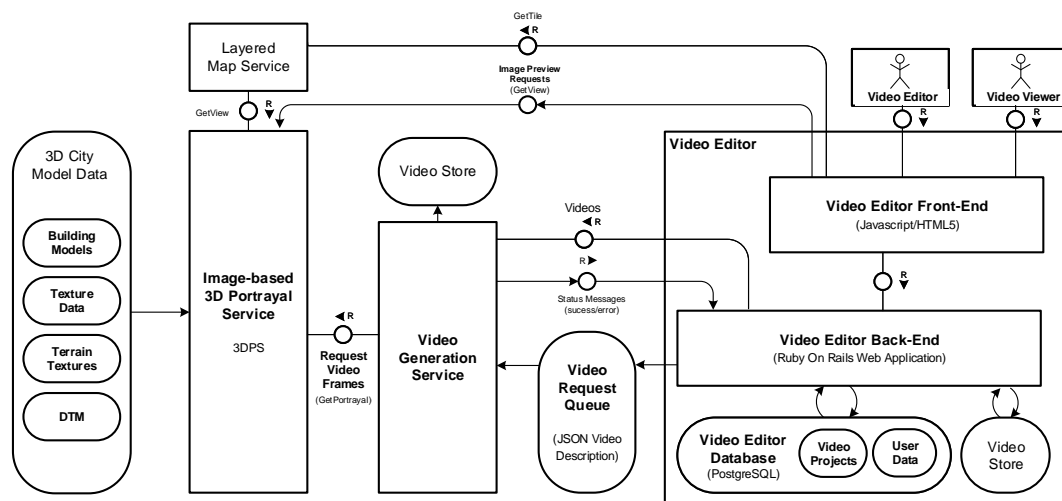 GetTile
R
Layered
Map Service
Image Preview
Requests
(GetView)
GetView
R
Video Editor
Video Viewer
R
R
3D City
Model Data
Building
Models
Texture
Data
Terrain
Textures
DTM
Image-based
3D Portrayal
Service
3DPS
R
Request
Video
Frames
(GetPortrayal)
Video Store
Video
Generation
Service
Videos
R
R
Status Messages
(sucess/error)
Video
Request
Queue
(JSON Video
Description)
Video Editor
Video Editor Front-End
(Javascript/HTML5)
R
Video Editor Back-End
(Ruby On Rails Web Application)
Video Editor
Database
(PostgreSQL)
Video
Projects
User
Data
Video
Store